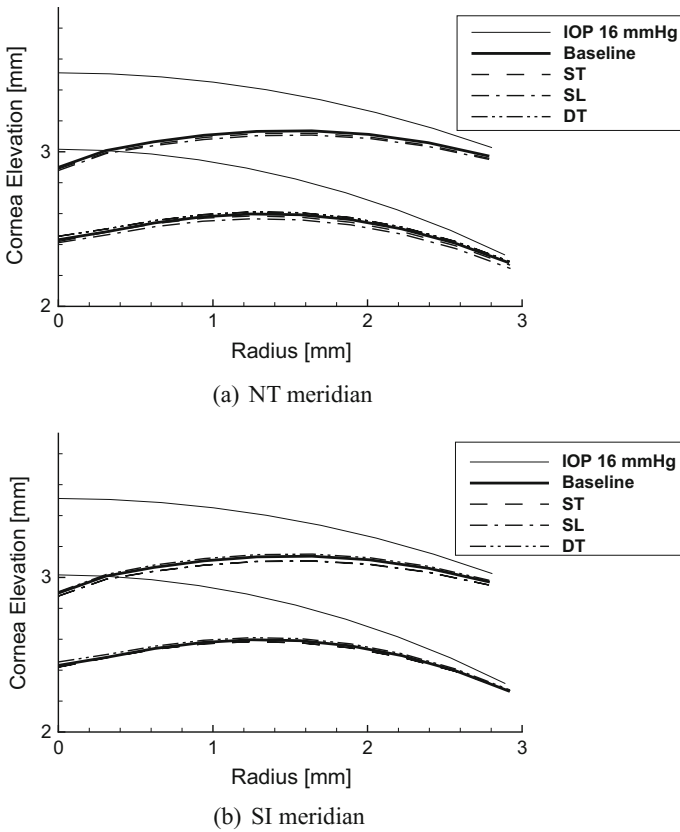 IOP 16 mmHg
Baseline
ST
SL
DT
Cornea Elevation [mm]
3
2
0
1
2
3
Radius [mm]
(a) NT meridian
IOP 16 mmHg
Baseline
ST
SL
DT
Cornea Elevation [mm]
3
2
0
1
2
3
Radius [mm]
(b) SI meridian